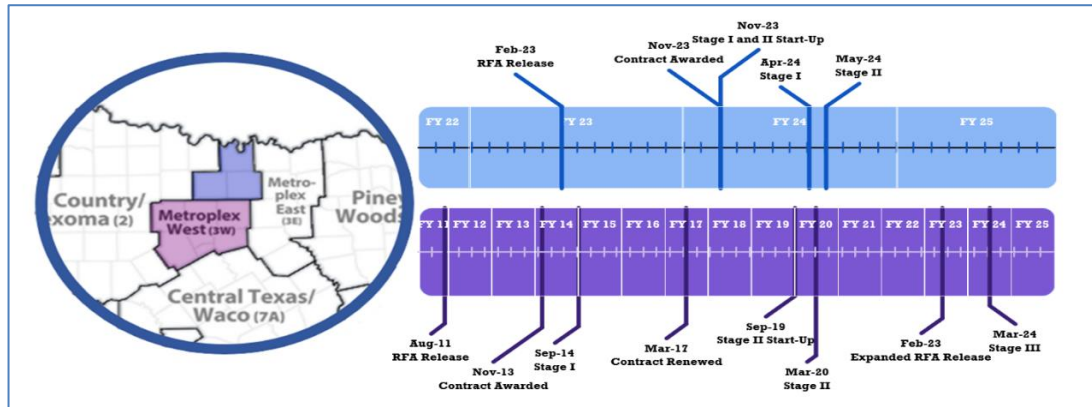 Country/
exoma (2)
Metroplex
West (3W)
Metro-
plex
East
(3E)
Piney
Woods
Central Texas/
Waco (7A)
Feb-23
RFA Release
Nov-23
Contract Awarded
Nov-23
Stage I and II Start-Up
Apr-24
Stage I
May-24
Stage II
FY 22
FY 23
FY 24
FY 25
FY 11
FY 12
FY 13
FY 14
FY 15
FY 16
FY 17
FY 18
FY 19
FY 20
FY 21
FY 22
FY 23
FY 24
FY 25
Aug-11
RFA Release
Nov-13
Contract Awarded
Sep-14
Stage I
Mar-17
Contract Renewed
Sep-19
Stage II Start-Up
Mar-20
Stage II
Feb-23
Expanded RFA Release
Mar-24
Stage III